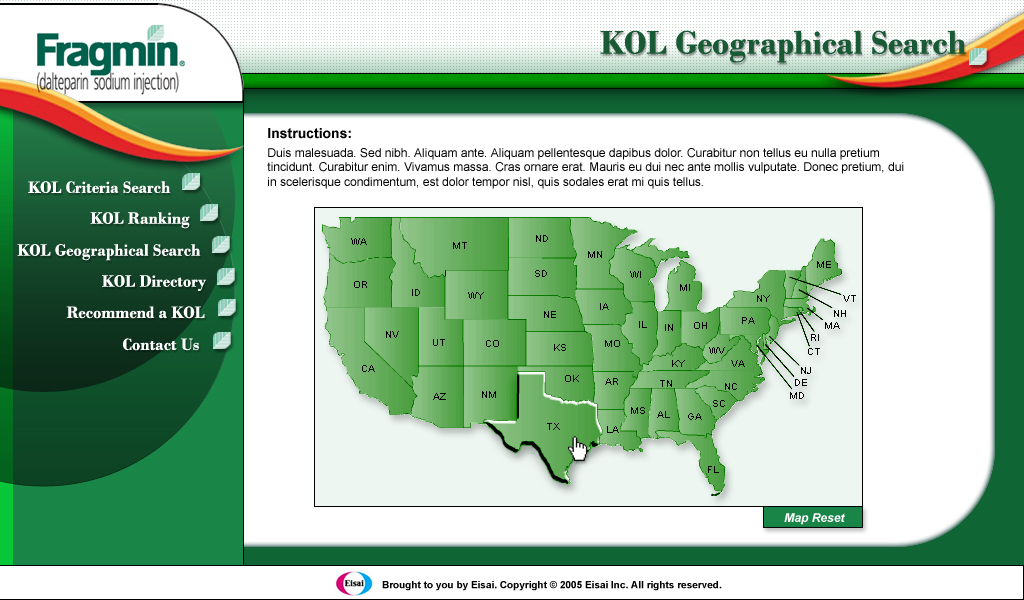 Fragmin®
(dalteparin sodium injection)
KOL Geographical Search
KOL Criteria Search
KOL Ranking
KOL Geographical Search
KOL Directory
Recommend a KOL
Contact Us
Instructions:
Duis malesuada. Sed nibh. Aliquam ante. Aliquam pellentesque dapibus dolor. Curabitur non tellus eu nulla pretium
tincidunt. Curabitur enim. Vivamus massa. Cras ornare erat. Mauris eu dui nec ante mollis vulputate. Donec pretium, dui
in scelerisque condimentum, est dolor tempor nisl, quis sodales erat mi quis tellus.
WA
MT
ND
MN
OR
ID
WY
SD
WI
MI
NY
ME
VT
NH
MA
RI
CT
NV
UT
CO
NE
IA
IL
IN
OH
PA
NJ
DE
MD
CA
AZ
NM
KS
MO
KY
WV
VA
OK
AR
TN
NC
SC
TX
LA
MS
AL
GA
FL
Map Reset
Eisai
Brought to you by Eisai. Copyright © 2005 Eisai Inc. All rights reserved.